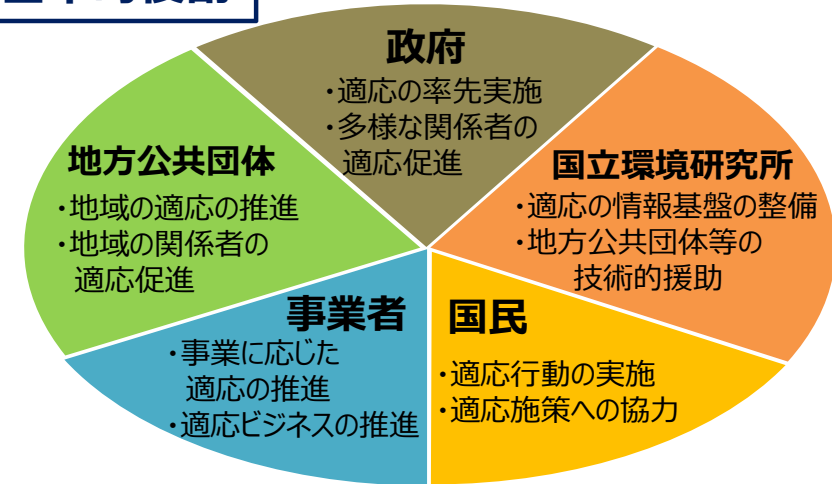 政府
・適応の率先実施
・多様な関係者の
適応促進
国立環境研究所
・適応の情報基盤の整備
・地方公共団体等の
技術的援助
国民
・適応行動の実施
・適応施策への協力
事業者
・事業に応じた
適応の推進
・適応ビジネスの推進
地方公共団体
・地域の適応の推進
・地域の関係者の
適応促進